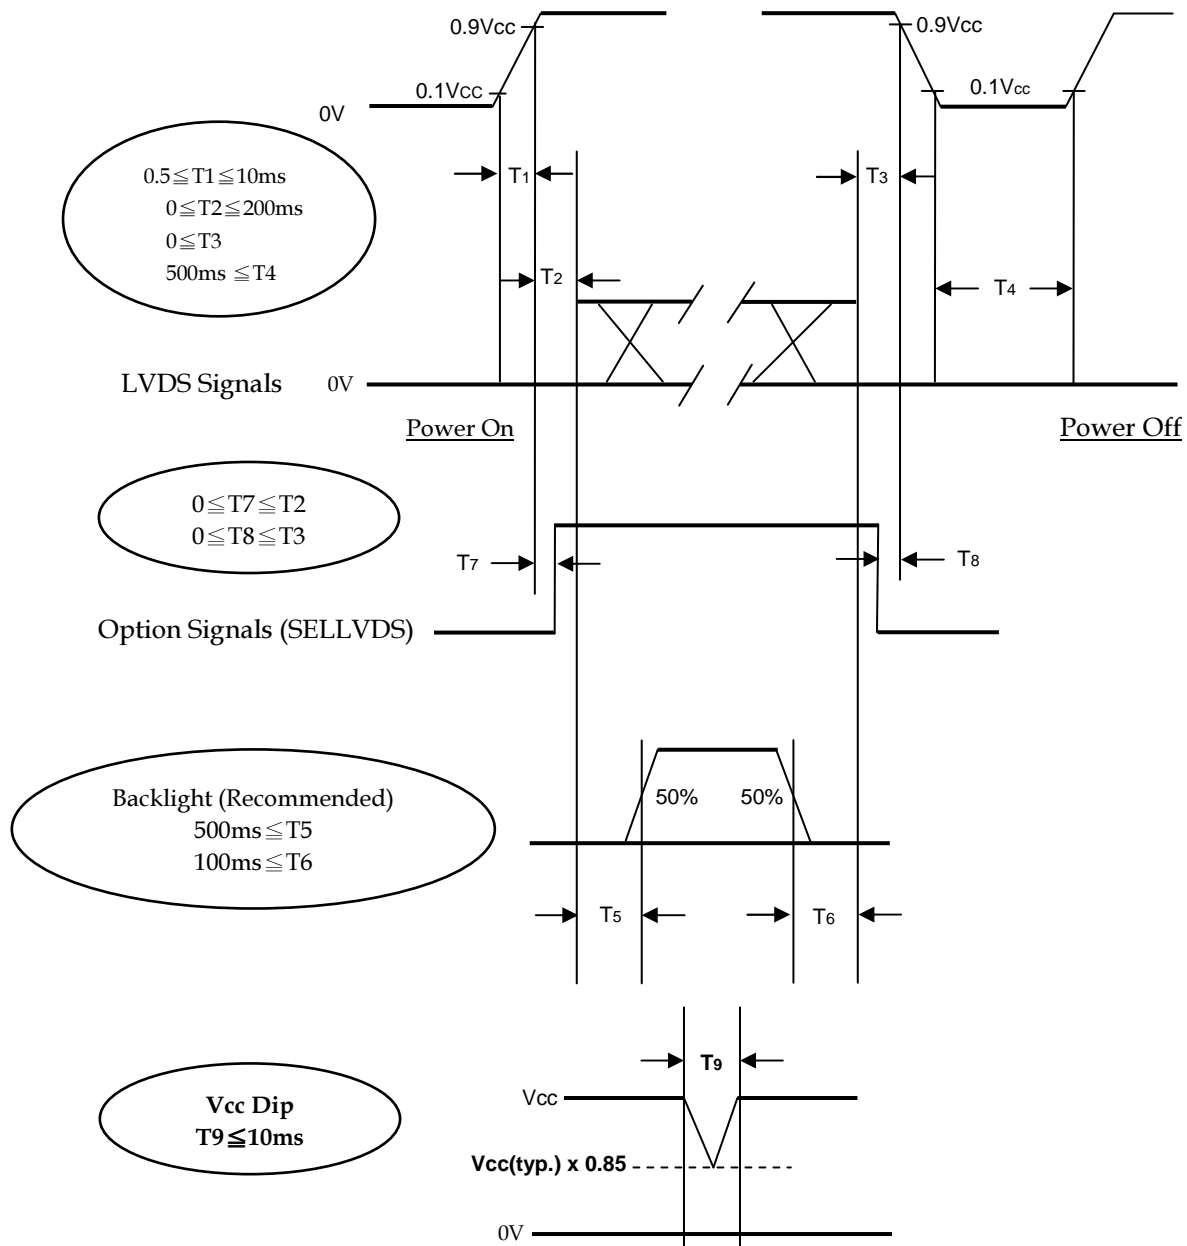 0.9Vcc
0.9Vcc
0.1VCC
0.1Vcc
0V
0.5≦T1≦10ms
0≦T2≦200ms
0≦T3
500ms ≦T4
T1
T3
T2
T4
LVDS Signals
0V
Power On
Power Off
0≦T7≦T2
0≦T8≦T3
T7
T8
Option Signals (SELLVDS)
Backlight (Recommended)
500ms≦T5
100ms≦T6
50%
50%
T5
T6
T9
Vcc Dip
T9≦10ms
Vcc
Vcc(typ.) x 0.85
0V